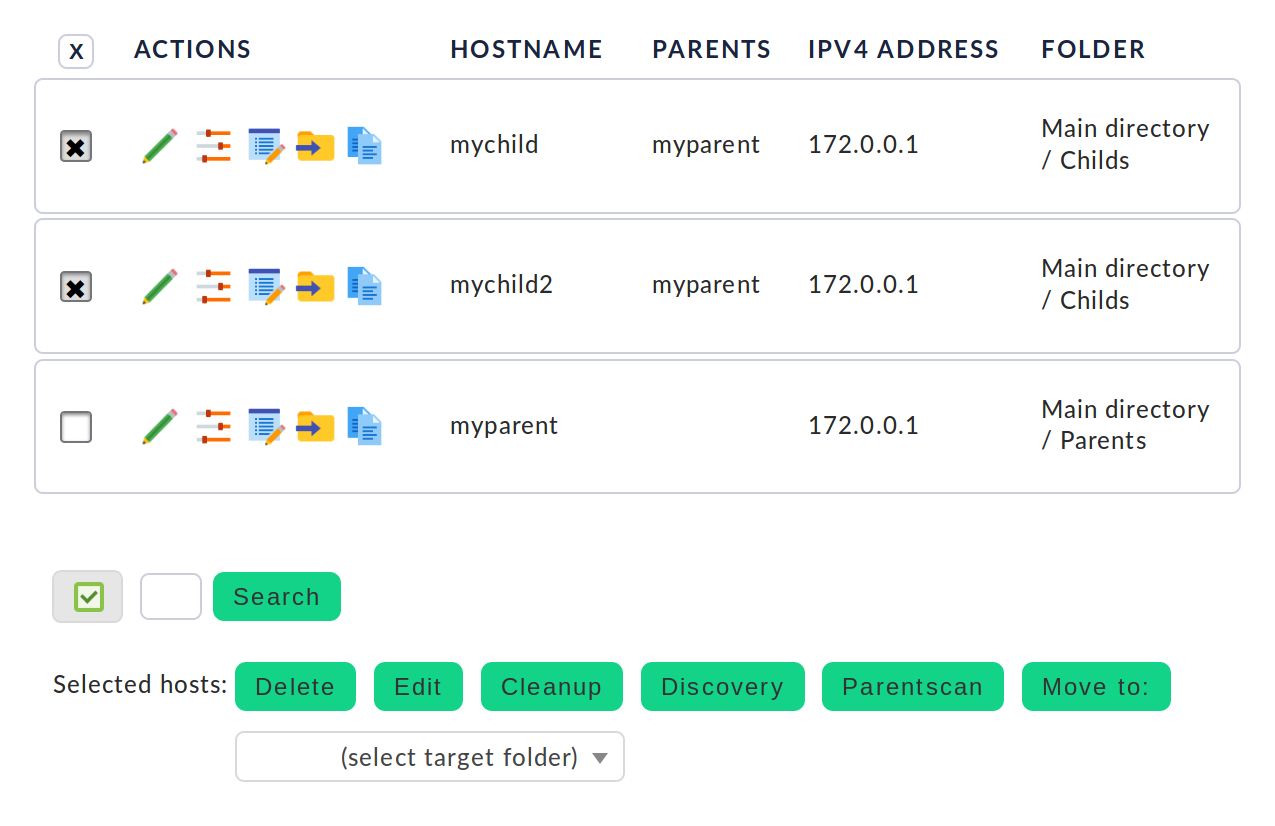 X ACTIONS HOSTNAME PARENTS IPV4 ADDRESS FOLDER
mychild myparent 172.0.0.1 Main directory
/ Childs
mychild2 myparent 172.0.0.1 Main directory
/ Childs
myparent 172.0.0.1 Main directory
/ Parents
Search
Selected hosts: Delete Edit Cleanup Discovery Parentscan Move to:
(select target folder)